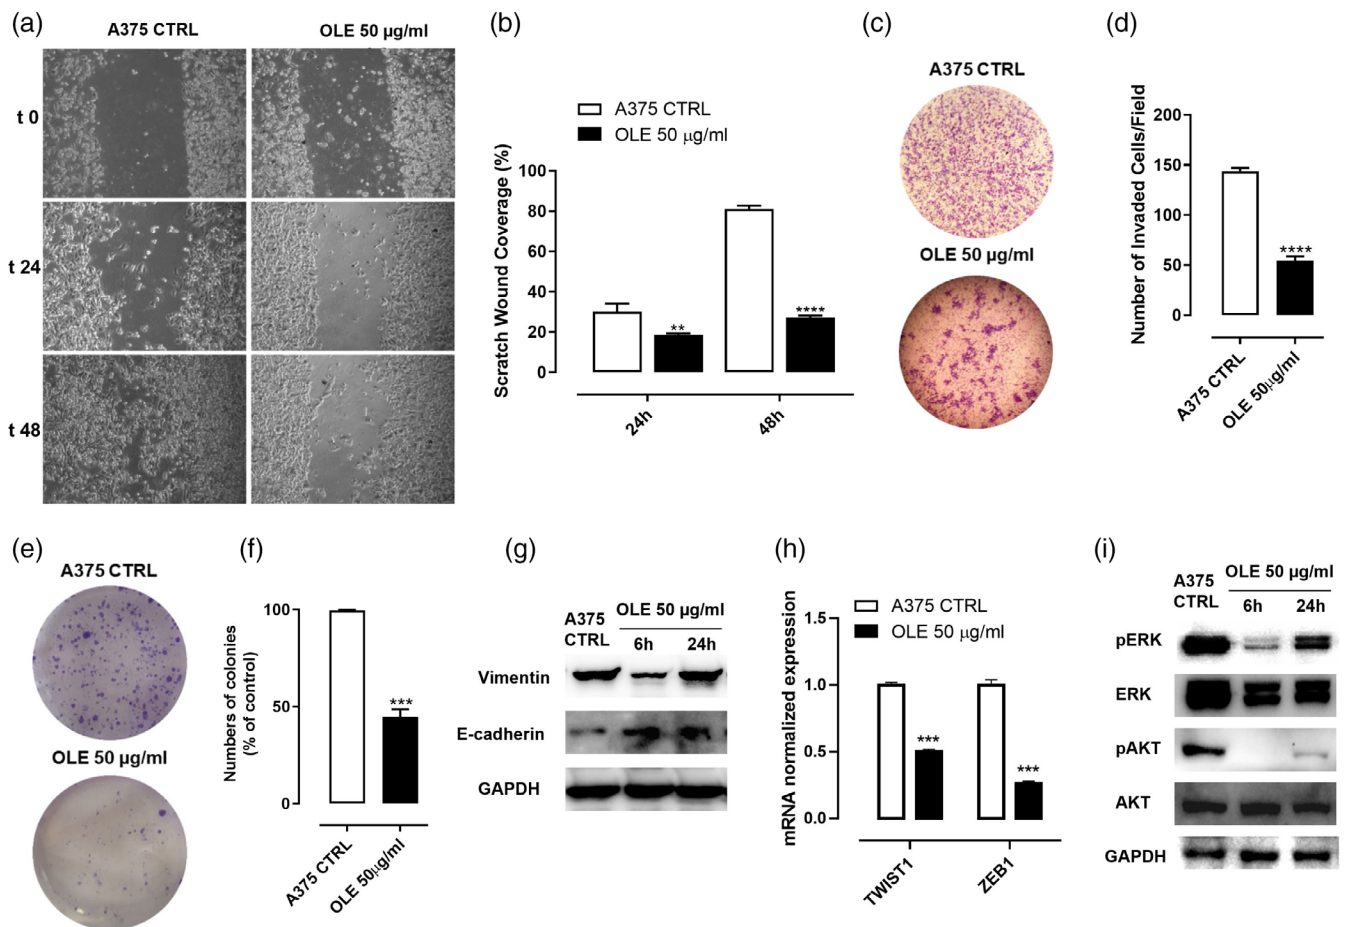 (a)
A375 CTRL
OLE 50 µg/ml
t 0
t 24
t 48
(b)
A375 CTRL
OLE 50 µg/ml
Scratch Wound Coverage (%)
100
80
60
40
20
0
**
****
24h
48h
(c)
A375 CTRL
OLE 50 µg/ml
(d)
Number of Invaded Cells/Field
200
150
100
50
0
****
A375 CTRL
OLE 50µg/ml
(e)
A375 CTRL
OLE 50 µg/ml
(f)
Numbers of colonies
(% of control)
100
50
0
***
A375 CTRL
OLE 50µg/ml
(g)
A375
CTRL
OLE 50 µg/ml
6h
24h
Vimentin
E-cadherin
GAPDH
(h)
A375 CTRL
OLE 50 µg/ml
mRNA normalized expression
1.5
1.0
0.5
0.0
***
***
TWIST1
ZEB1
(i)
A375
CTRL
OLE 50 µg/ml
6h
24h
pERK
ERK
pAKT
AKT
GAPDH